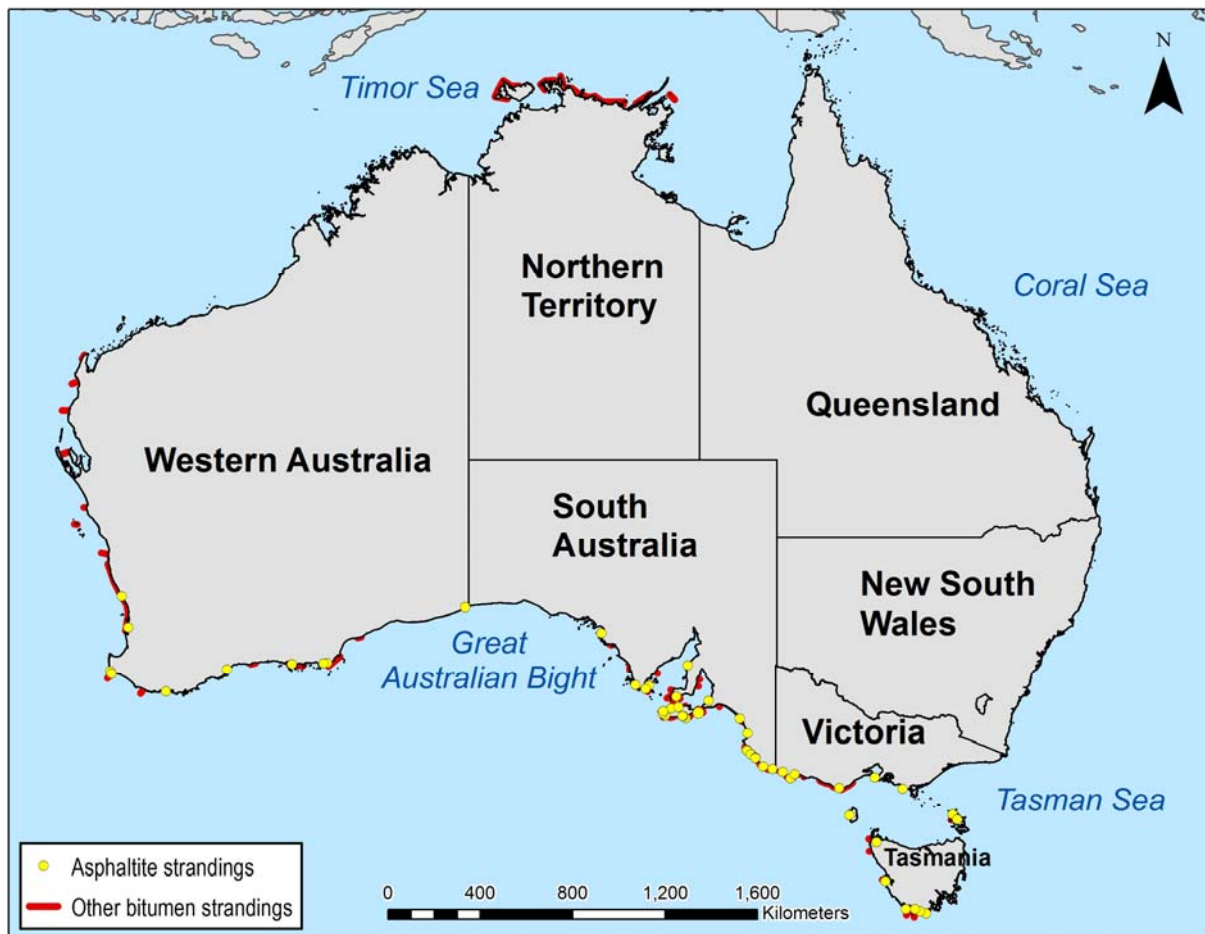 N
Timor Sea
Northern
Territory
Coral Sea
Queensland
Western Australia
South
Australia
New South
Wales
Great
Australian Bight
Victoria
Tasman Sea
Tasmania
Asphaltite strandings
Other bitumen strandings
0 400 800 1,200 1,600
Kilometers